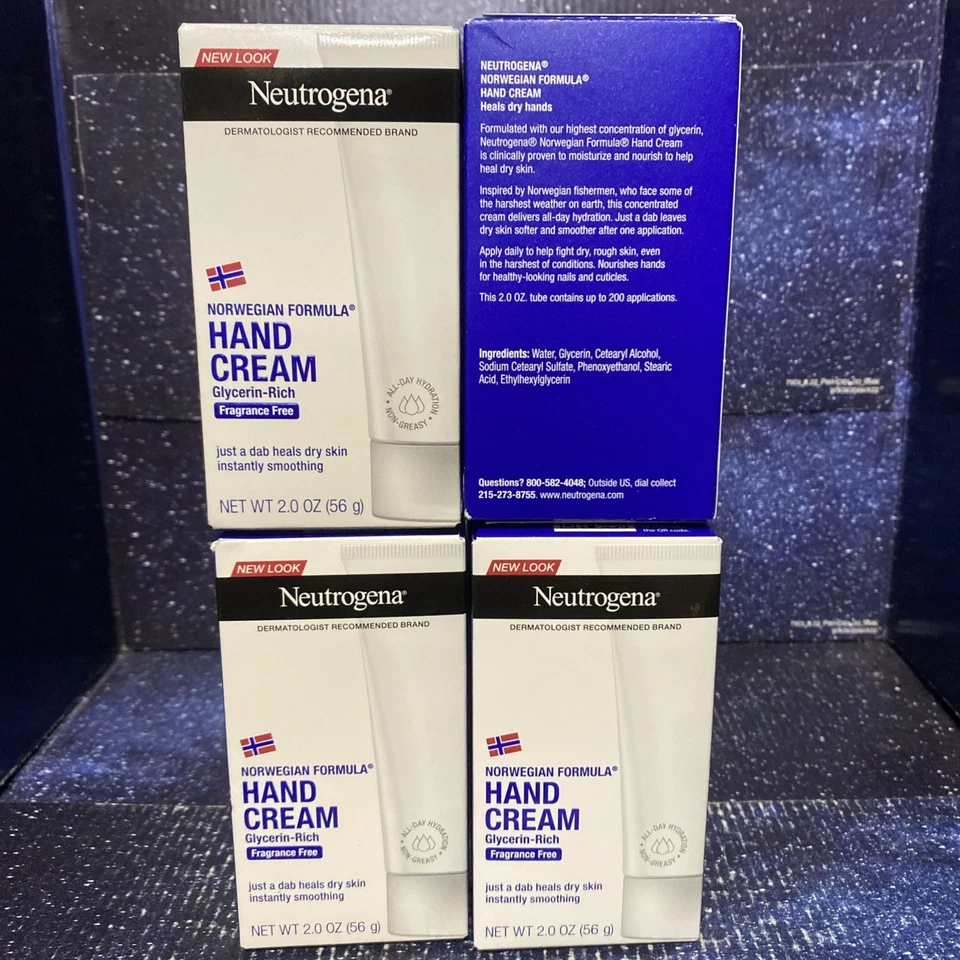 NEW LOOK
Neutrogena®
DERMATOLOGIST RECOMMENDED BRAND
NORWEGIAN FORMULA®
HAND
CREAM
Glycerin-Rich
Fragrance Free
just a dab heals dry skin
instantly smoothing
NET WT 2.0 OZ (56 g)
ALL-DAY HYDRATION
NON-GREASY
NEUTROGENA®
NORWEGIAN FORMULA®
HAND CREAM
Heals dry hands
Formulated with our highest concentration of glycerin,
Neutrogena® Norwegian Formula® Hand Cream
is clinically proven to moisturize and nourish to help
heal dry skin.
Inspired by Norwegian fishermen, who face some of
the harshest weather on earth, this concentrated
cream delivers all-day hydration. Just a dab leaves
dry skin softer and smoother after one application.
Apply daily to help fight dry, rough skin, even
in the harshest of conditions. Nourishes hands
for healthy-looking nails and cuticles.
This 2.0 OZ. tube contains up to 200 applications.
Ingredients: Water, Glycerin, Cetearyl Alcohol,
Sodium Cetearyl Sulfate, Phenoxyethanol, Stearic
Acid, Ethylhexylglycerin
Questions? 800-582-4048; Outside US, dial collect
215-273-8755. www.neutrogena.com
the QR code.
NEW LOOK
Neutrogena®
DERMATOLOGIST RECOMMENDED BRAND
NORWEGIAN FORMULA®
HAND
CREAM
Glycerin-Rich
Fragrance Free
just a dab heals dry skin
instantly smoothing
NET WT 2.0 OZ (56 g)
ALL-DAY HYDRATION
NON-GREASY
NEW LOOK
Neutrogena®
DERMATOLOGIST RECOMMENDED BRAND
NORWEGIAN FORMULA®
HAND
CREAM
Glycerin-Rich
Fragrance Free
just a dab heals dry skin
instantly smoothing
NET WT 2.0 OZ (56 g)
ALL-DAY HYDRATION
NON-GREASY